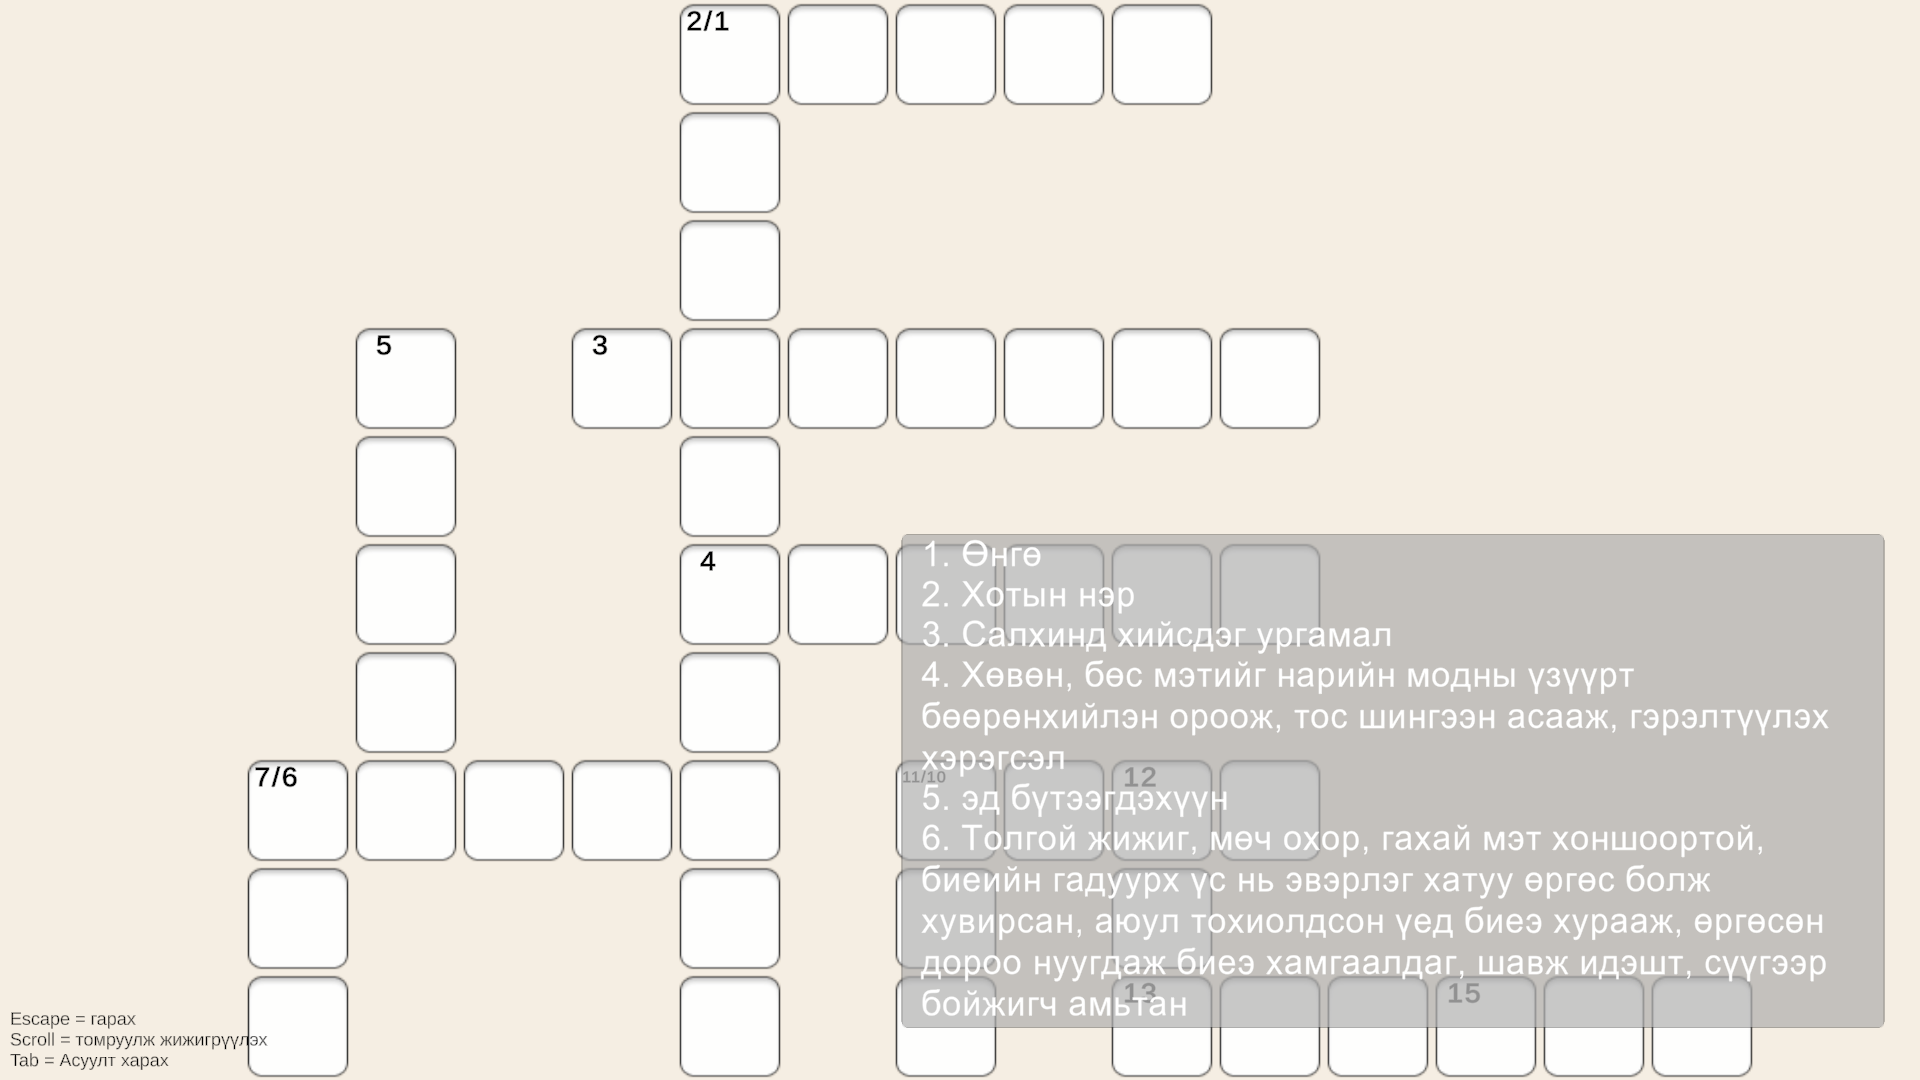 2/1
5
3
4
1. Өнгө
2. Хотын нэр
3. Салхинд хийсдэг ургамал
4. Хөвөн, бөс мэтийг нарийн модны үзүүрт
бөөрөнхийлэн ороож, тос шингээн асааж, гэрэлтүүлэх
хэрэгсэл
7/6
11/10
12
5. эд бүтээгдэхүүн
6. Толгой жижиг, мөч охор, гахай мэт хоншоортой,
биеийн гадуурх үс нь эвэрлэг хатуу өргөс болж
хувирсан, аюул тохиолдсон үед биеэ хурааж, өргөсөн
дороо нуугдаж биеэ хамгаалдаг, шавж идэшт, сүүгээр
бойжигч амьтан
13
15
Escape = гарах
Scroll = томруулж жижигрүүлэх
Tab = Асуулт харах